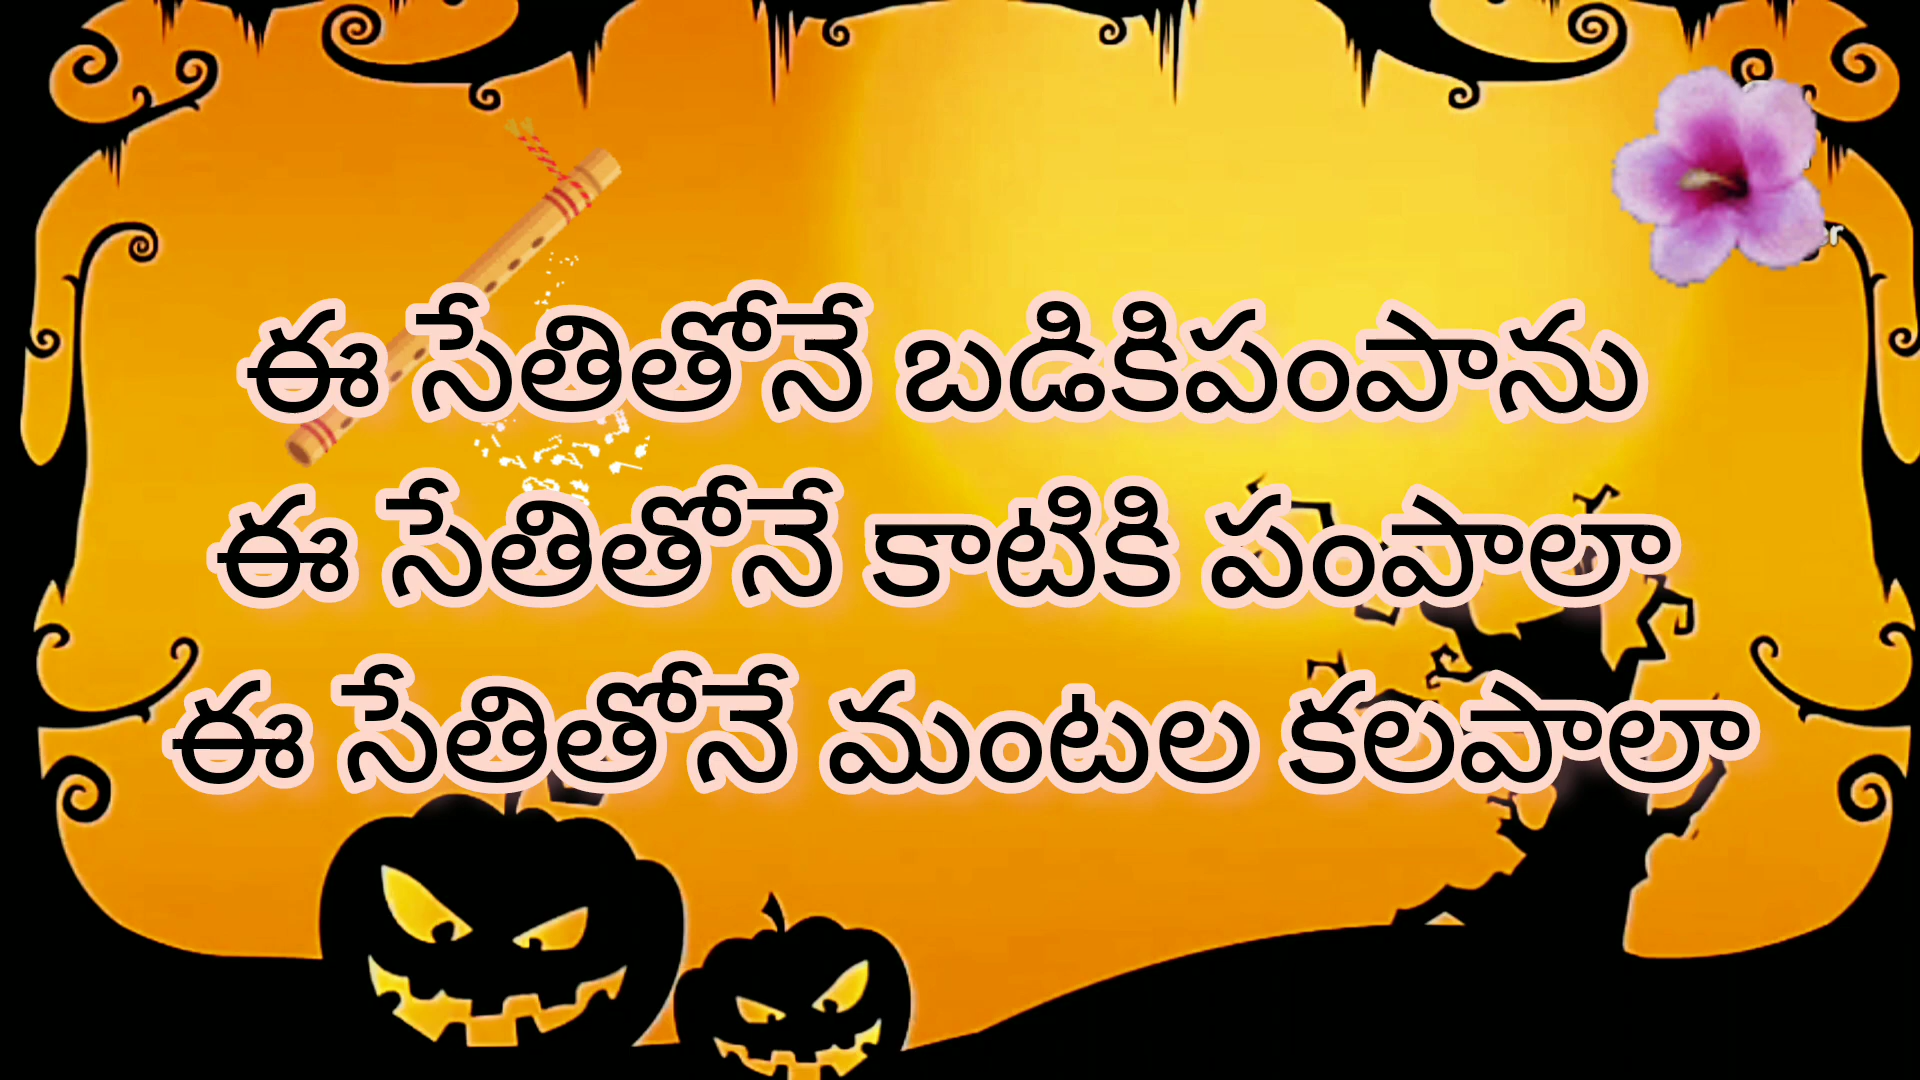 ఈ సేతితోనే బడికిపంపాను
ఈ సేతితోనే కాటికి పంపాలా
ఈ సేతితోనే మంటల కలపాలా